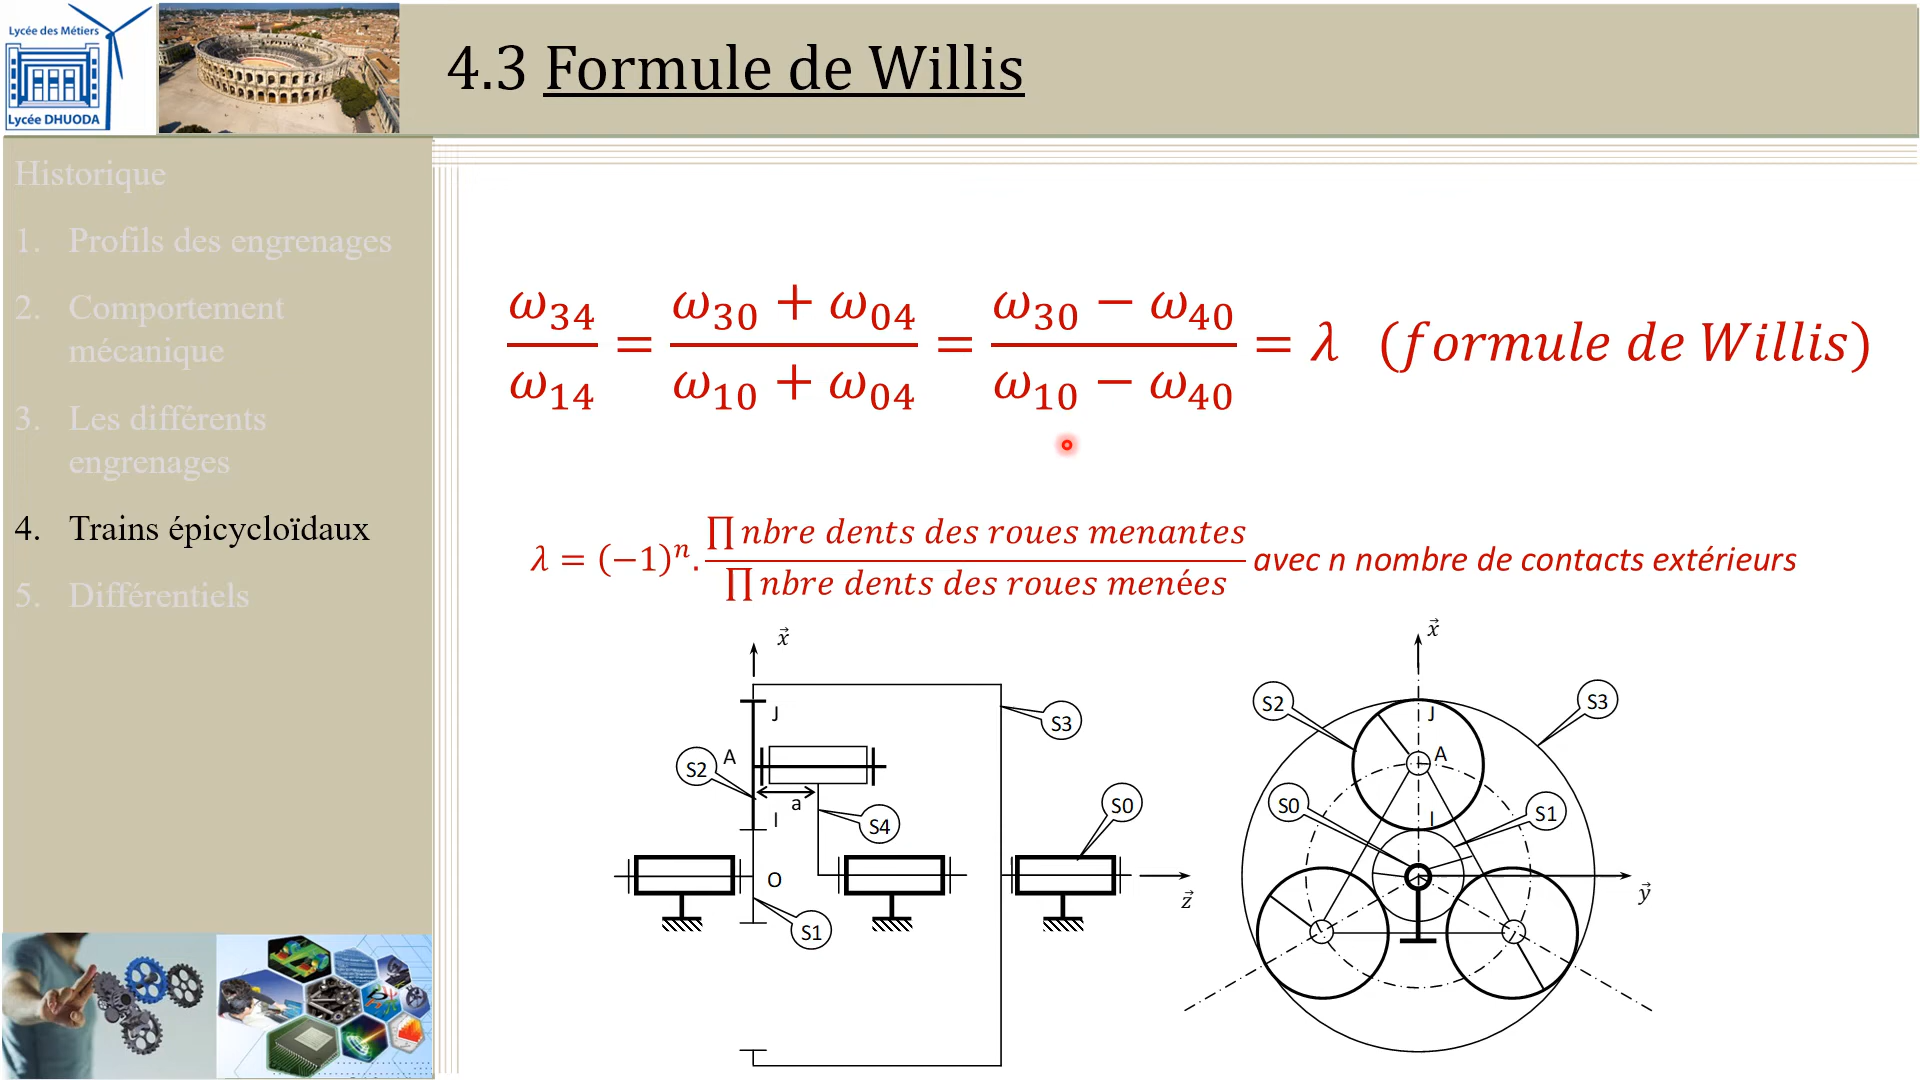 Lycée des Métiers
Lycée DHUODA
4.3 Formule de Willis
Historique
1. Profils des engrenages
2. Comportement
mécanique
3. Les différents
engrenages
4. Trains épicycloïdaux
5. Différentiels
ω34/ω14 = (ω30 + ω04)/(ω10 + ω04) = (ω30 − ω40)/(ω10 − ω40) = λ (formule de Willis)
λ = (−1)^n . (∏ nbre dents des roues menantes)/(∏ nbre dents des roues menées) avec n nombre de contacts extérieurs
x⃗
J
S3
A
S2
a
I
S4
S0
O
z⃗
S1
x⃗
S2
S3
J
A
S0
S1
I
y⃗